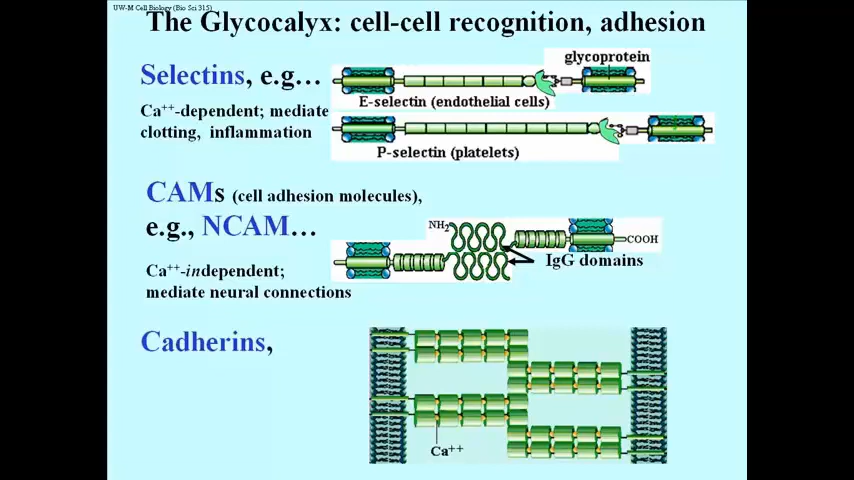 UW-M Cell Biology (Bio Sci 315)
The Glycocalyx: cell-cell recognition, adhesion
Selectins, e.g…
glycoprotein
E-selectin (endothelial cells)
Ca++-dependent; mediate
clotting, inflammation
P-selectin (platelets)
CAMs (cell adhesion molecules),
e.g., NCAM…
NH2
COOH
IgG domains
Ca++-independent;
mediate neural connections
Cadherins,
Ca++